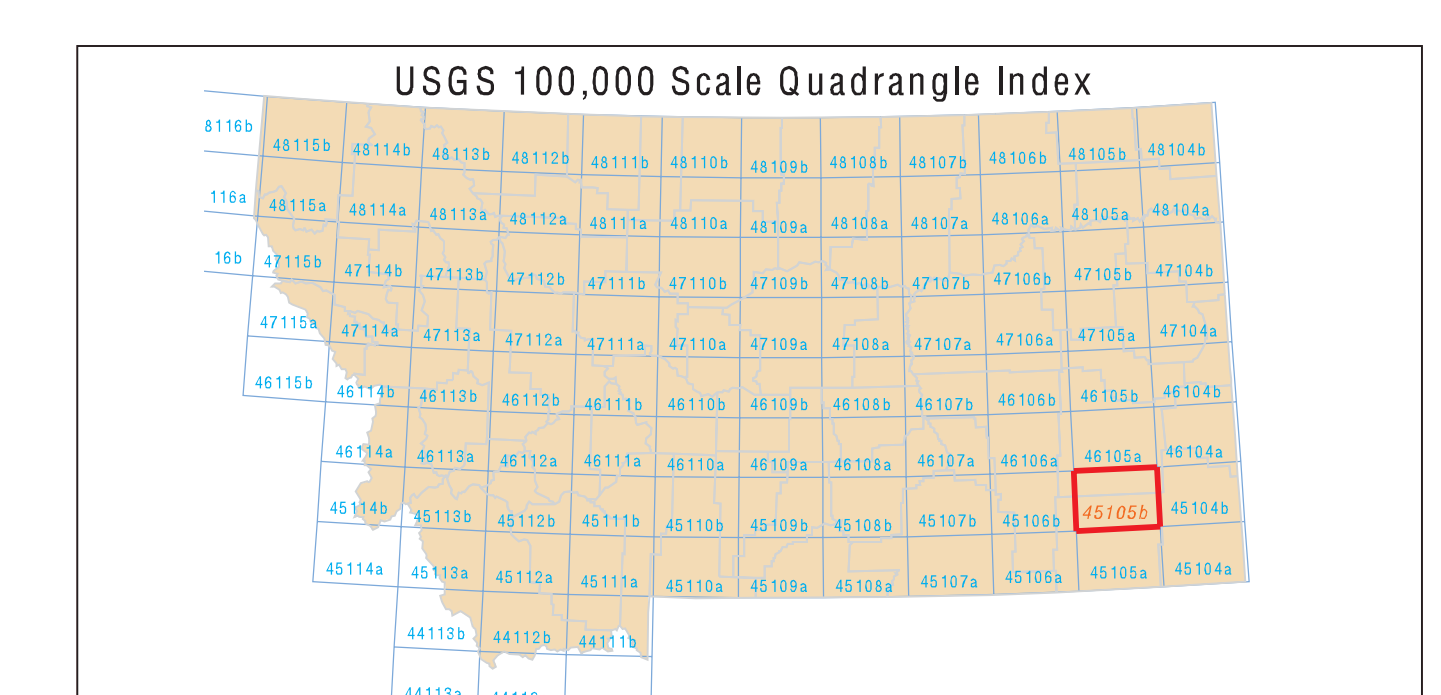 USGS 100,000 Scale Quadrangle Index
8116b 48115b 48114b 48113b 48112b 48111b 48110b 48109b 48108b 48107b 48106b 48105b 48104b
116a 48115a 48114a 48113a 48112a 48111a 48110a 48109a 48108a 48107a 48106a 48105a 48104a
16b 47115b 47114b 47113b 47112b 47111b 47110b 47109b 47108b 47107b 47106b 47105b 47104b
47115a 47114a 47113a 47112a 47111a 47110a 47109a 47108a 47107a 47106a 47105a 47104a
46115b 46114b 46113b 46112b 46111b 46110b 46109b 46108b 46107b 46106b 46105b 46104b
46114a 46113a 46112a 46111a 46110a 46109a 46108a 46107a 46106a 46105a 46104a
45114b 45113b 45112b 45111b 45110b 45109b 45108b 45107b 45106b 45105b 45104b
45114a 45113a 45112a 45111a 45110a 45109a 45108a 45107a 45106a 45105a 45104a
44113b 44112b 44111b
44113a